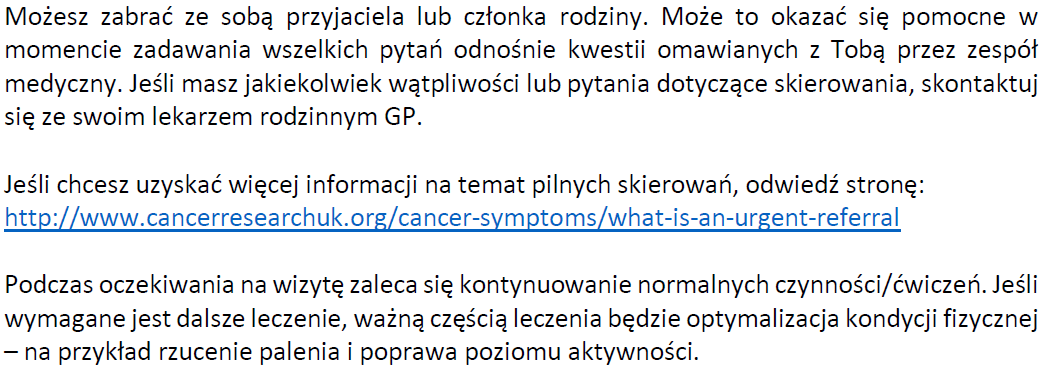 Możesz zabrać ze sobą przyjaciela lub członka rodziny. Może to okazać się pomocne w
momencie zadawania wszelkich pytań odnośnie kwestii omawianych z Tobą przez zespół
medyczny. Jeśli masz jakiekolwiek wątpliwości lub pytania dotyczące skierowania, skontaktuj
się ze swoim lekarzem rodzinnym GP.
Jeśli chcesz uzyskać więcej informacji na temat pilnych skierowań, odwiedź stronę:
http://www.cancerresearchuk.org/cancer-symptoms/what-is-an-urgent-referral
Podczas oczekiwania na wizytę zaleca się kontynuowanie normalnych czynności/ćwiczeń. Jeśli
wymagane jest dalsze leczenie, ważną częścią leczenia będzie optymalizacja kondycji fizycznej
– na przykład rzucenie palenia i poprawa poziomu aktywności.